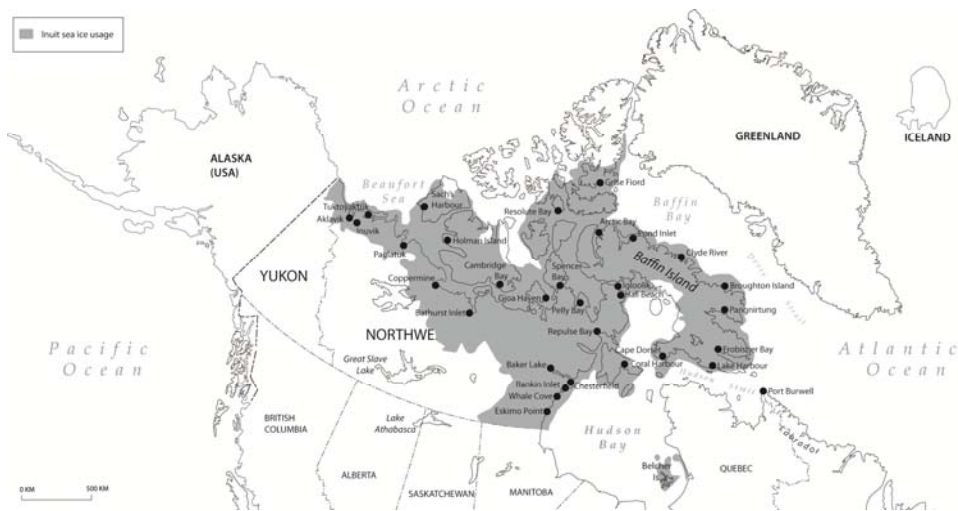 Inuit sea ice usage
Arctic
Ocean
GREENLAND
ICELAND
ALASKA
(USA)
Beaufort
Sea
Sachs
Harbour
Grise Fiord
Baffin
Bay
Tuktoyaktuk
Aklavik
Inuvik
Resolute Bay
Arctic Bay
Pond Inlet
Holman Island
Paulatuk
Clyde River
YUKON
Cambridge
Bay
Spencer
Bay
Baffin Island
Coppermine
Igloolik
Hall Beach
Broughton Island
Gjoa Haven
Pelly Bay
Pangnirtung
Bathurst Inlet
NORTHWE
Repulse Bay
Pacific
Ocean
Atlantic
Ocean
Great Slave
Lake
Cape Dorset
Frobisher Bay
Baker Lake
Coral Harbour
Lake Harbour
Rankin Inlet
Chesterfield
Hudson
Whale Cove
Port Burwell
Eskimo Point
Lake
Athabasca
BRITISH
COLUMBIA
Hudson
Bay
Labrador
Belcher
Is
ALBERTA
QUEBEC
SASKATCHEWAN
MANITOBA
0 KM
500 KM